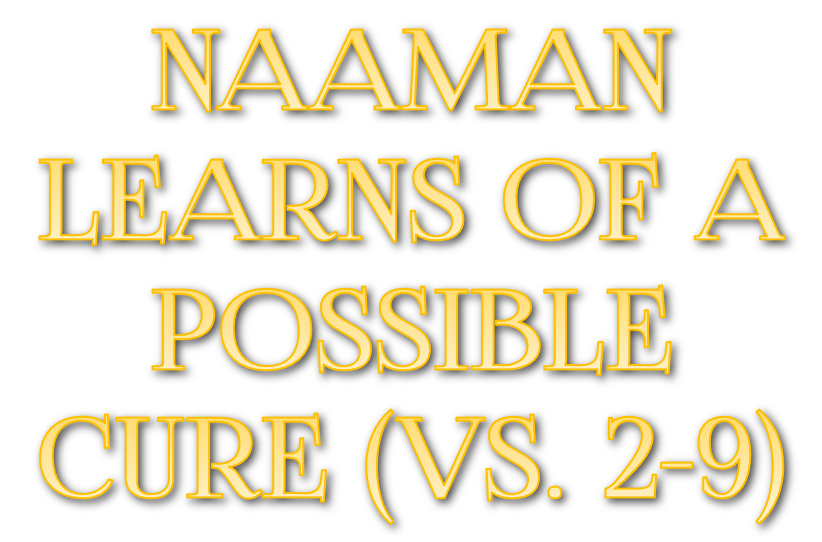 NAAMAN
LEARNS OF A
POSSIBLE
CURE (VS. 2-9)